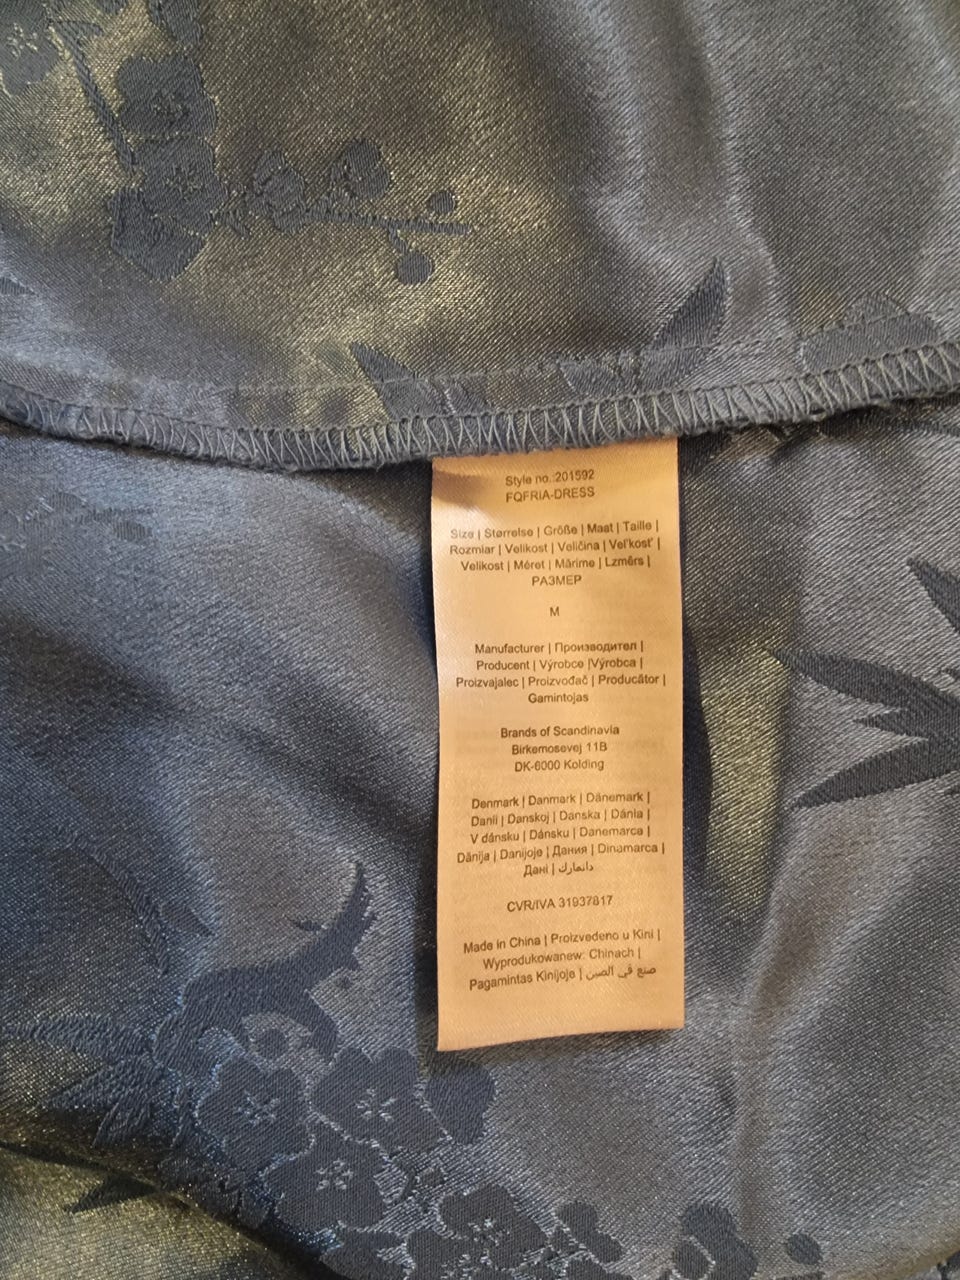 Style no.:201592
FQFRIA-DRESS
Size | Størrelse | Größe | Maat | Taille |
Rozmiar | Velikost | Veličina | Veľkosť |
Velikost | Méret | Mărime | Lzmērs |
РАЗМЕР
M
Manufacturer | Производител |
Producent | Výrobce |Výrobca |
Proizvajalec | Proizvođač | Producător |
Gamintojas
Brands of Scandinavia
Birkemosevej 11B
DK-6000 Kolding
Denmark | Danmark | Dänemark |
Danii | Danskoj | Danska | Dánia |
V dánsku | Dánsku | Danemarca |
Dānija | Danijoje | Дания | Dinamarca |
Дані | دانمارك
CVR/IVA 31937817
Made in China | Proizvedeno u Kini |
Wyprodukowanew: Chinach |
Pagamintas Kinijoje | صنع في الصين